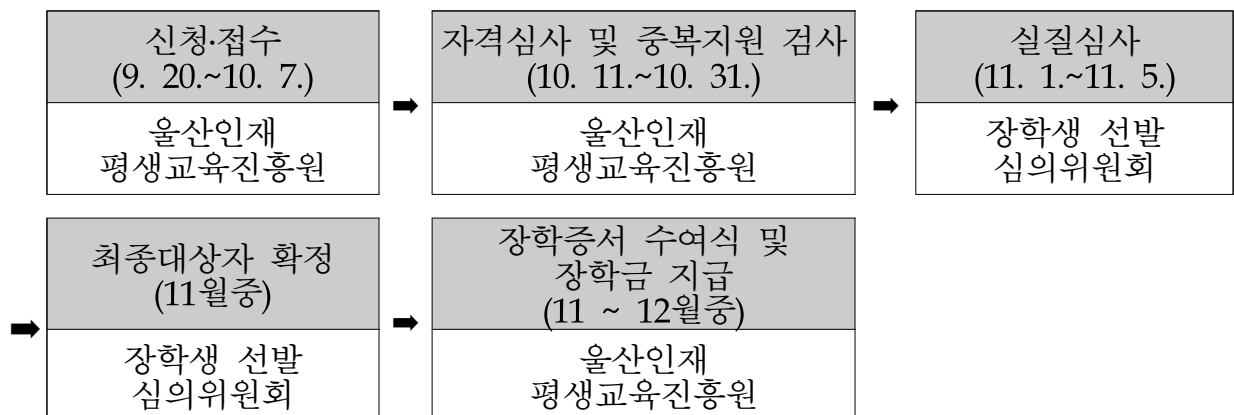 신청·접수
(9. 20.~10. 7.)
울산인재
평생교육진흥원
자격심사 및 중복지원 검사
(10. 11.~10. 31.)
울산인재
평생교육진흥원
실질심사
(11. 1.~11. 5.)
장학생 선발
심의위원회
최종대상자 확정
(11월중)
장학생 선발
심의위원회
장학증서 수여식 및
장학금 지급
(11 ~ 12월중)
울산인재
평생교육진흥원